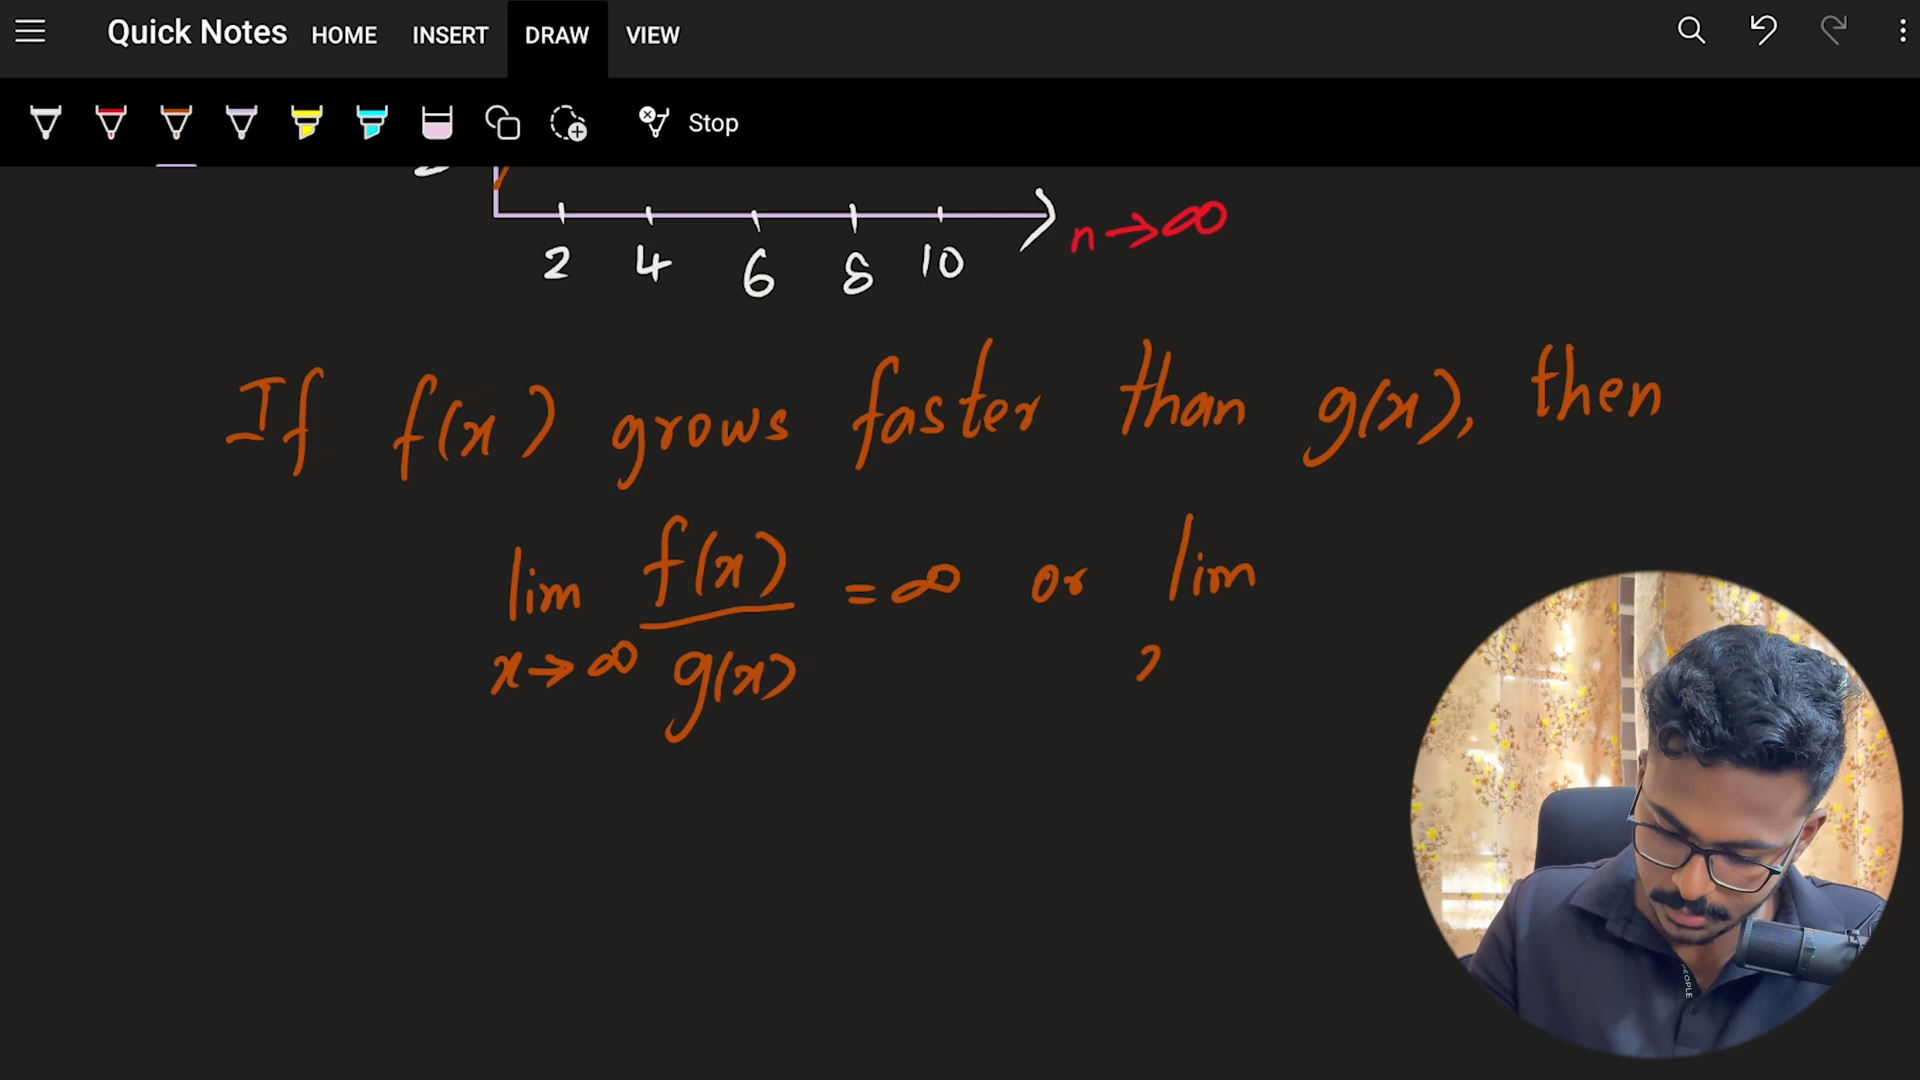 Quick Notes HOME INSERT DRAW VIEW
Stop
n→∞
2 4 6 8 10
If f(x) grows faster than g(x), then
lim f(x) = ∞ or lim
x→∞ g(x)
PEOPLE